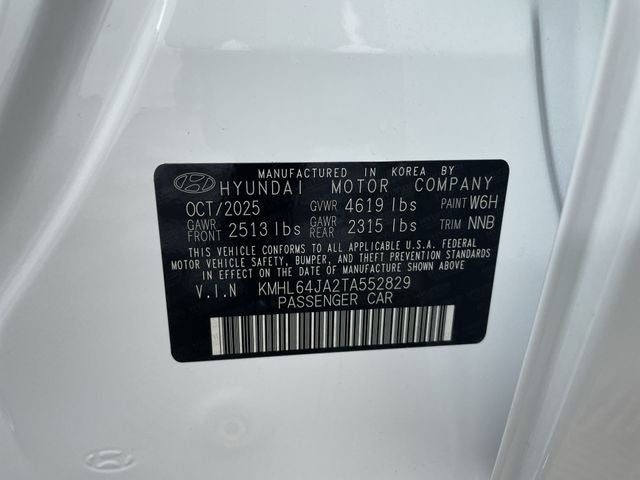 MANUFACTURED IN KOREA BY
HYUNDAI MOTOR COMPANY
OCT/2025 GVWR 4619 lbs PAINT W6H
GAWR FRONT 2513 lbs GAWR REAR 2315 lbs TRIM NNB
THIS VEHICLE CONFORMS TO ALL APPLICABLE U.S.A. FEDERAL
MOTOR VEHICLE SAFETY, BUMPER, AND THEFT PREVENTION STANDARDS
IN EFFECT ON THE DATE OF MANUFACTURE SHOWN ABOVE.
V.I.N KMHL64JA2TA552829
PASSENGER CAR